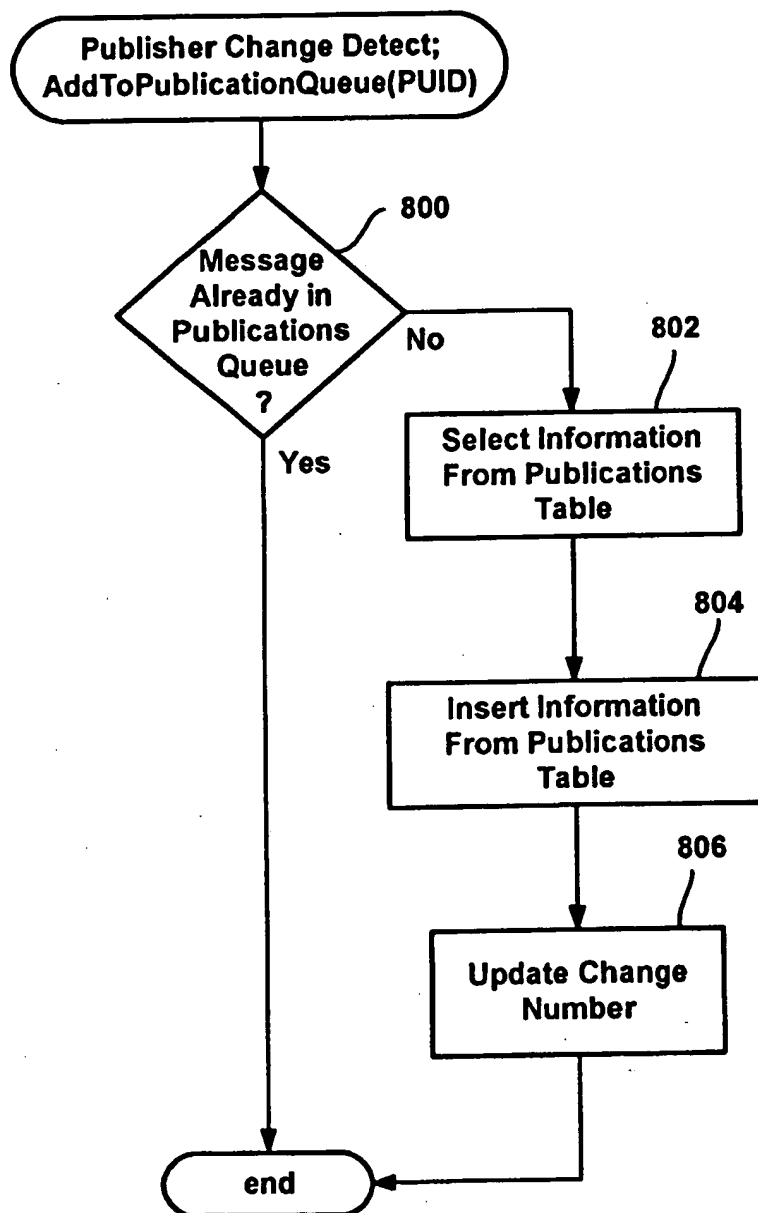 Publisher Change Detect;
AddToPublicationQueue(PUID)
800
Message
Already in
Publications
Queue
?
No
Yes
802
Select Information
From Publications
Table
804
Insert Information
From Publications
Table
806
Update Change
Number
end